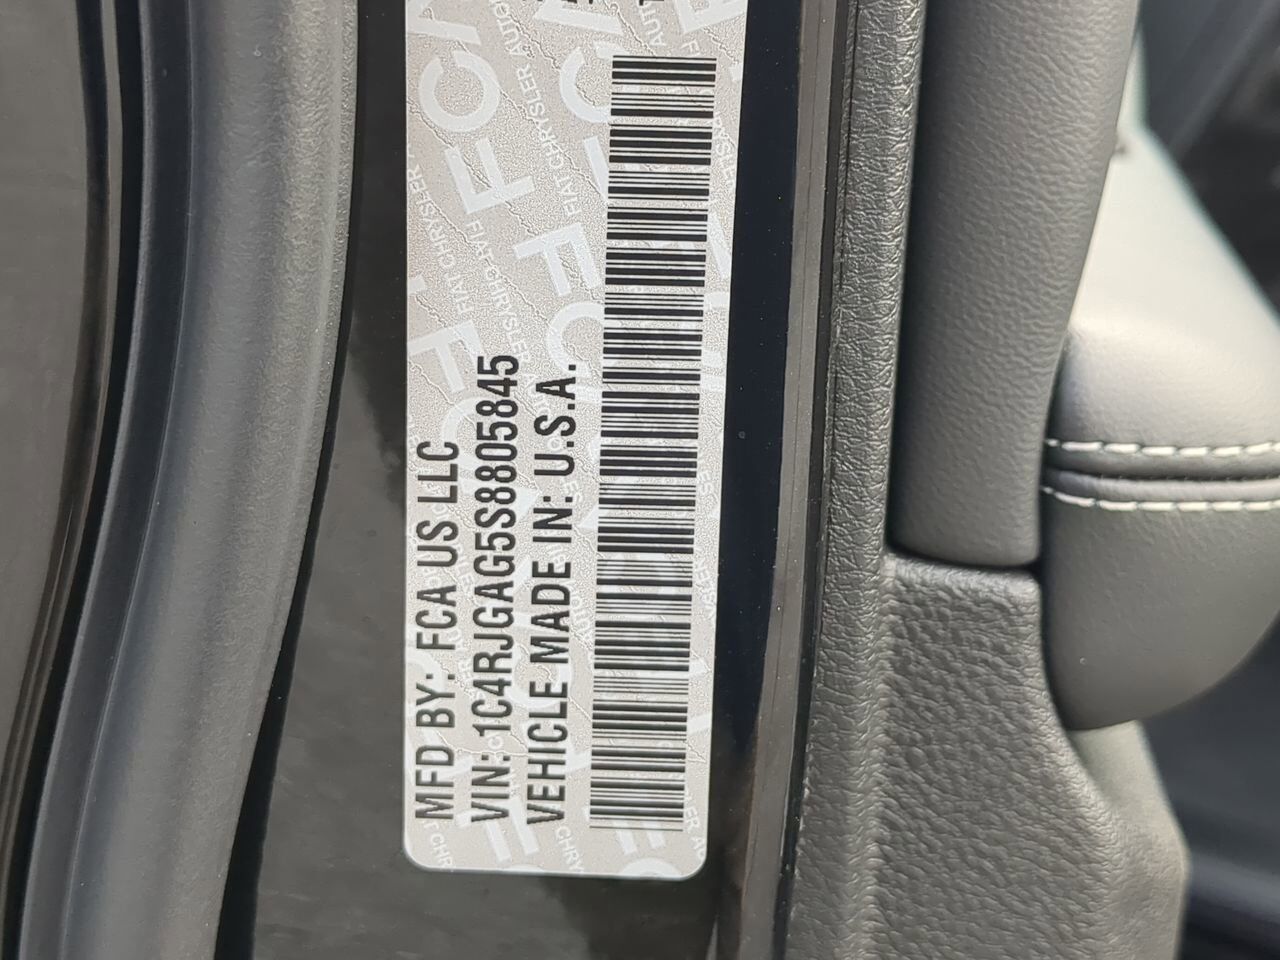 MFD BY: FCA US LLC
VIN: 1C4RJGAG5S8805845
VEHICLE MADE IN: U.S.A.